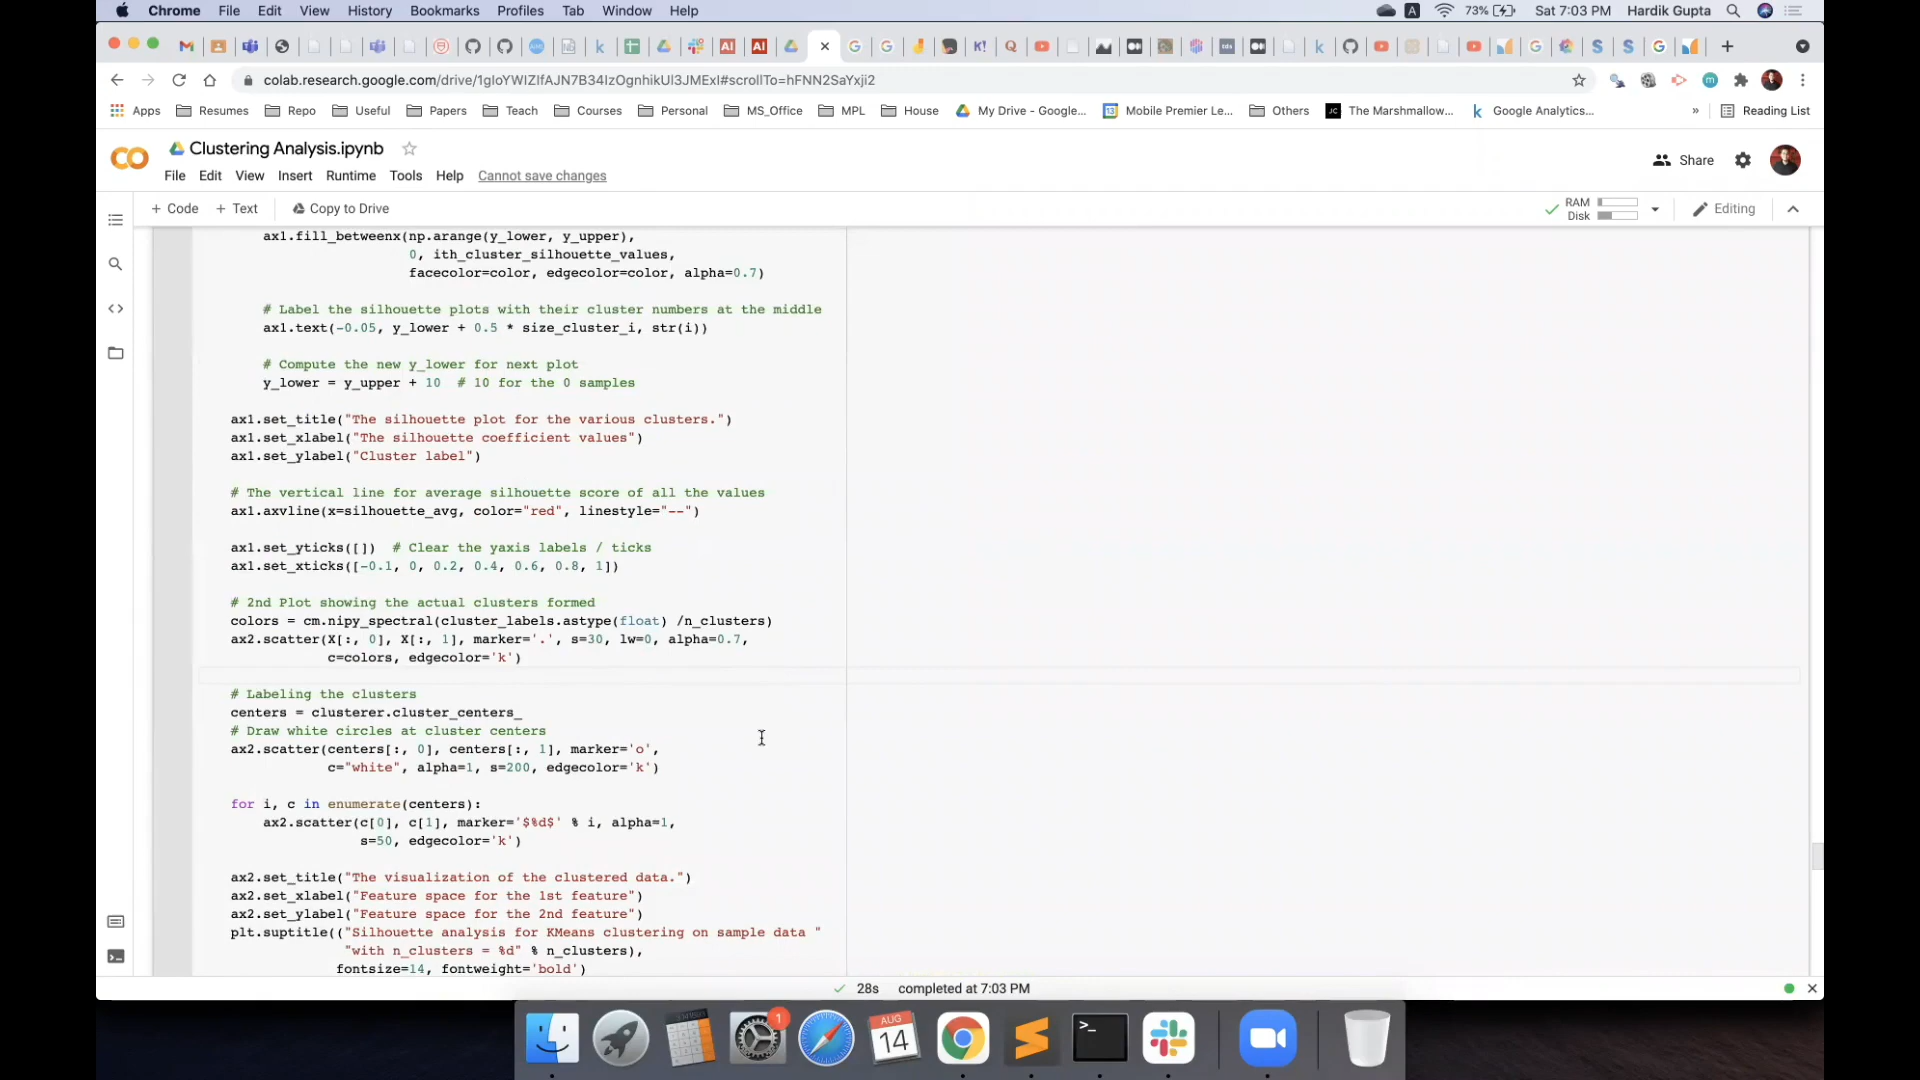 Chrome File Edit View History Bookmarks Profiles Tab Window Help
A 73% Sat 7:03 PM Hardik Gupta
colab.research.google.com/drive/1gIoYWIZIfAJN7B34IzOgnhikUl3JMExI#scrollTo=hFNN2SaYxji2
Apps Resumes Repo Useful Papers Teach Courses Personal MS_Office MPL House My Drive - Google... Mobile Premier Le... Others The Marshmallow... Google Analytics... » Reading List
Clustering Analysis.ipynb
Share
File Edit View Insert Runtime Tools Help Cannot save changes
+ Code + Text Copy to Drive
RAM
Disk
Editing
ax1.fill_betweenx(np.arange(y_lower, y_upper),
0, ith_cluster_silhouette_values,
facecolor=color, edgecolor=color, alpha=0.7)
# Label the silhouette plots with their cluster numbers at the middle
ax1.text(-0.05, y_lower + 0.5 * size_cluster_i, str(i))
# Compute the new y_lower for next plot
y_lower = y_upper + 10  # 10 for the 0 samples
ax1.set_title("The silhouette plot for the various clusters.")
ax1.set_xlabel("The silhouette coefficient values")
ax1.set_ylabel("Cluster label")
# The vertical line for average silhouette score of all the values
ax1.axvline(x=silhouette_avg, color="red", linestyle="--")
ax1.set_yticks([])  # Clear the yaxis labels / ticks
ax1.set_xticks([-0.1, 0, 0.2, 0.4, 0.6, 0.8, 1])
# 2nd Plot showing the actual clusters formed
colors = cm.nipy_spectral(cluster_labels.astype(float) /n_clusters)
ax2.scatter(X[:, 0], X[:, 1], marker='.', s=30, lw=0, alpha=0.7,
c=colors, edgecolor='k')
# Labeling the clusters
centers = clusterer.cluster_centers_
# Draw white circles at cluster centers
ax2.scatter(centers[:, 0], centers[:, 1], marker='o',
c="white", alpha=1, s=200, edgecolor='k')
for i, c in enumerate(centers):
ax2.scatter(c[0], c[1], marker='$%d$' % i, alpha=1,
s=50, edgecolor='k')
ax2.set_title("The visualization of the clustered data.")
ax2.set_xlabel("Feature space for the 1st feature")
ax2.set_ylabel("Feature space for the 2nd feature")
plt.suptitle(("Silhouette analysis for KMeans clustering on sample data "
"with n_clusters = %d" % n_clusters),
fontsize=14, fontweight='bold')
28s completed at 7:03 PM
1
AUG
14